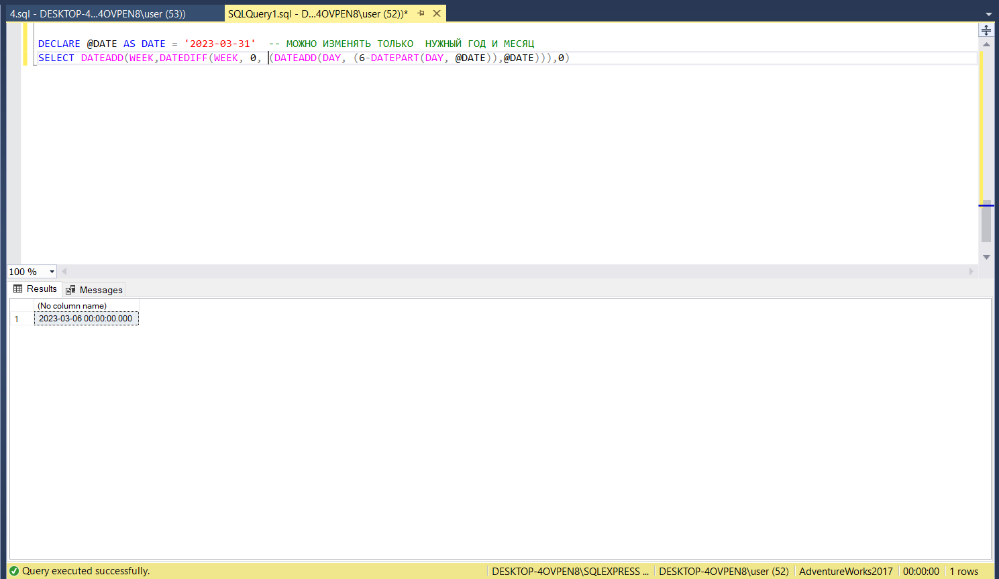 4.sql - DESKTOP-4...4OVPEN8\user (53))
SQLQuery1.sql - D...4OVPEN8\user (52))*
DECLARE @DATE AS DATE = '2023-03-31' -- МОЖНО ИЗМЕНЯТЬ ТОЛЬКО НУЖНЫЙ ГОД И МЕСЯЦ
SELECT DATEADD(WEEK,DATEDIFF(WEEK, 0, (DATEADD(DAY, (6-DATEPART(DAY, @DATE)),@DATE))),0)
100 %
Results
Messages
(No column name)
1 2023-03-06 00:00:00.000
Query executed successfully.
DESKTOP-4OVPEN8\SQLEXPRESS ...
DESKTOP-4OVPEN8\user (52)
AdventureWorks2017
00:00:00
1 rows